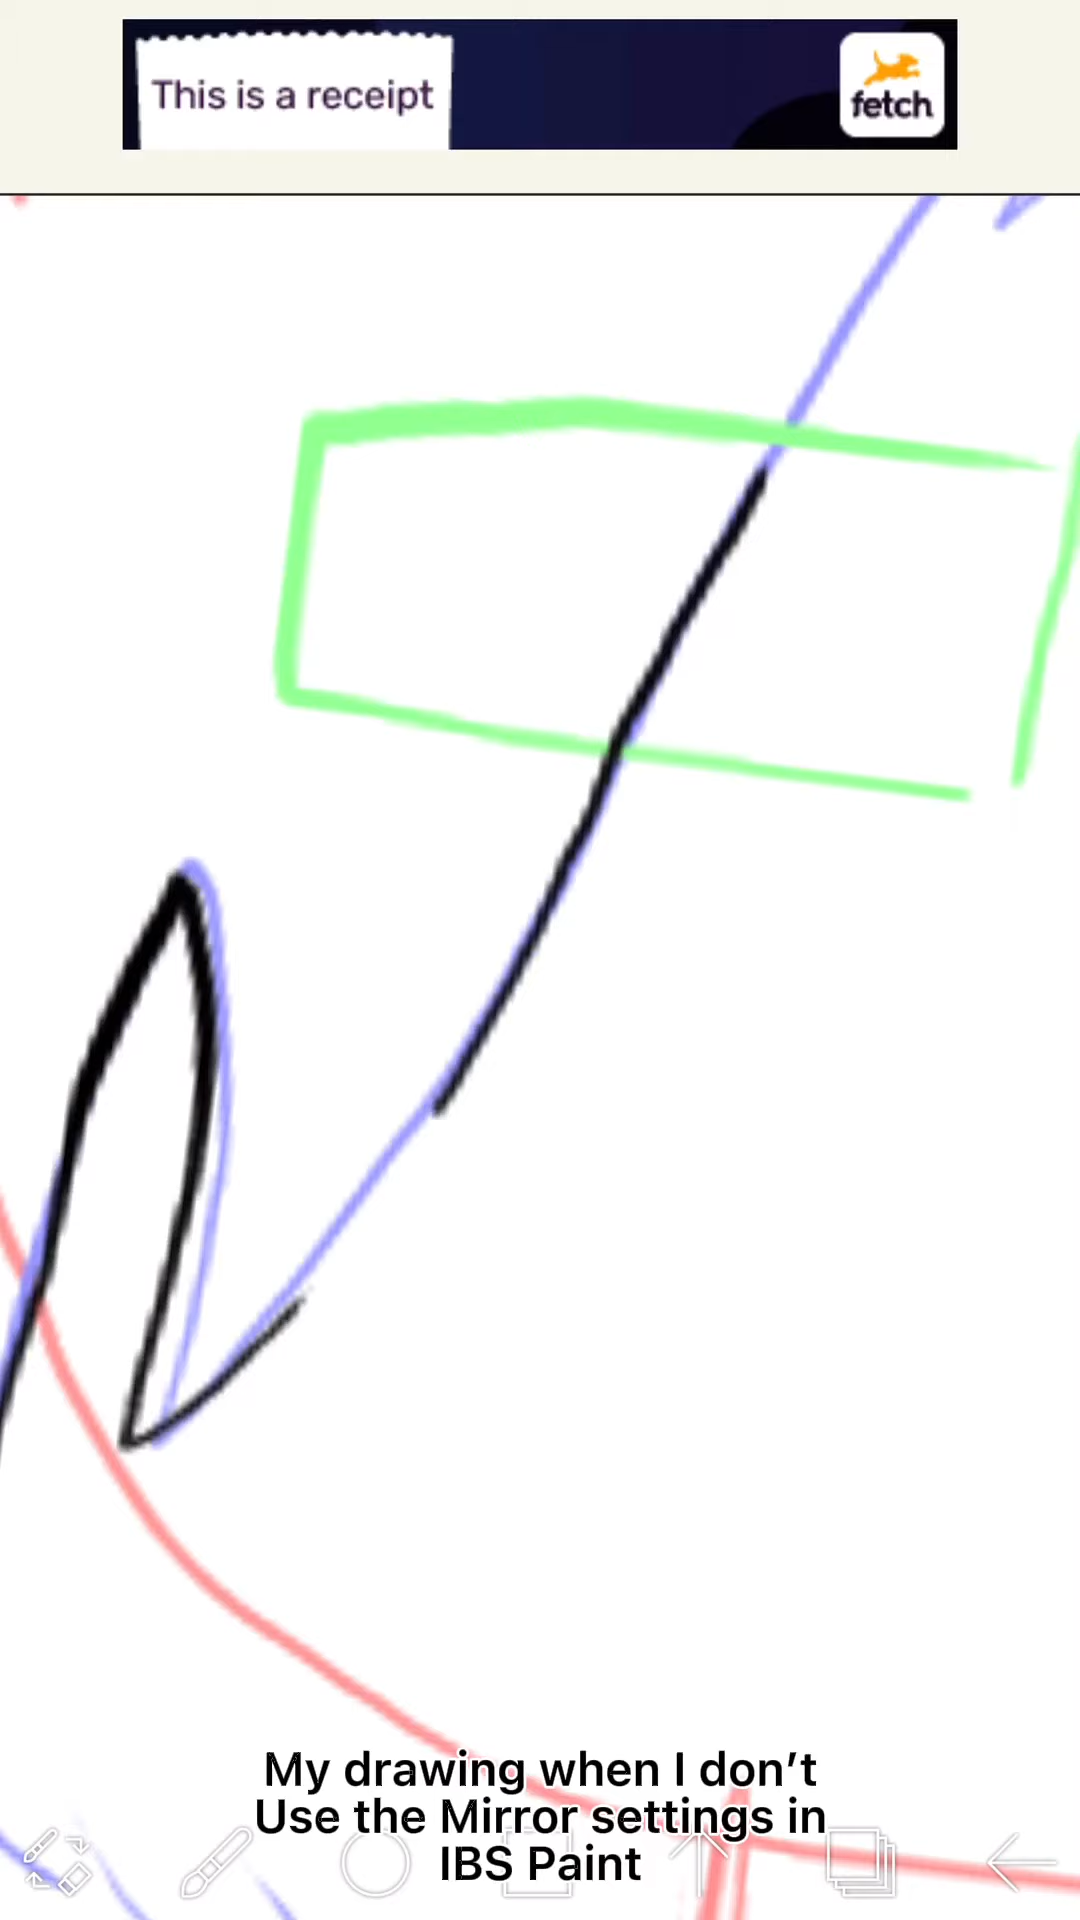 This is a receipt
fetch
My drawing when I don’t
Use the Mirror settings in
IBS Paint